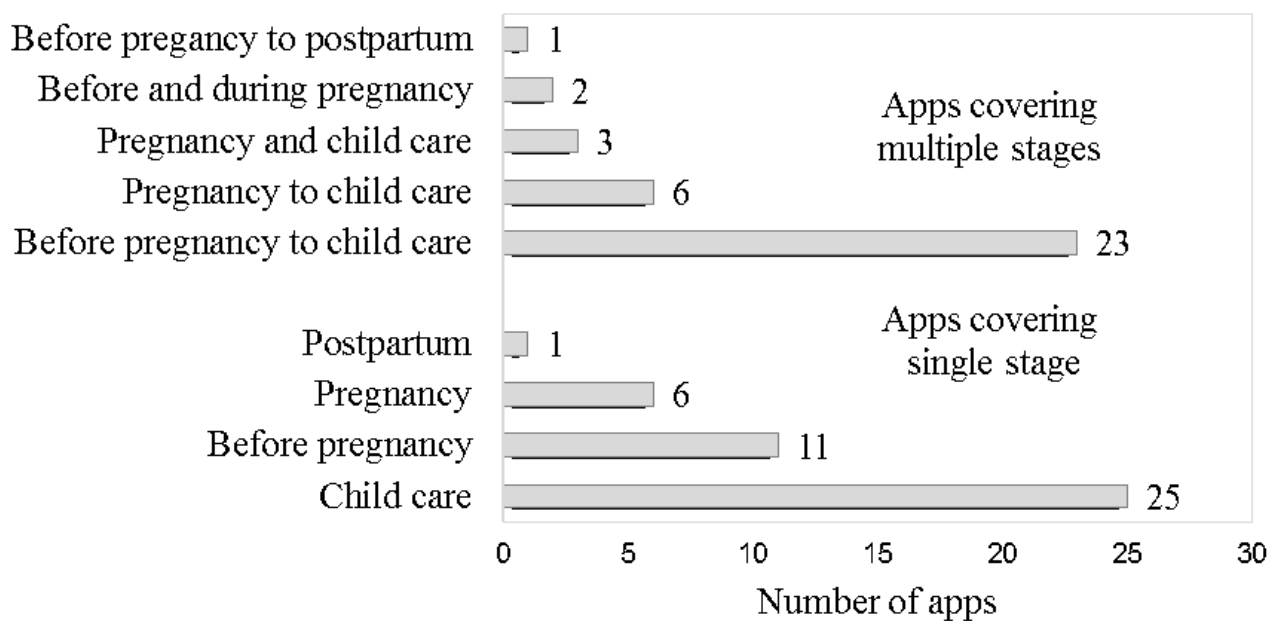 Before pregancy to postpartum 1
Before and during pregnancy 2
Pregnancy and child care 3
Pregnancy to child care 6
Before pregnancy to child care 23
Apps covering
multiple stages
Postpartum 1
Pregnancy 6
Before pregnancy 11
Child care 25
Apps covering
single stage
0 5 10 15 20 25 30
Number of apps